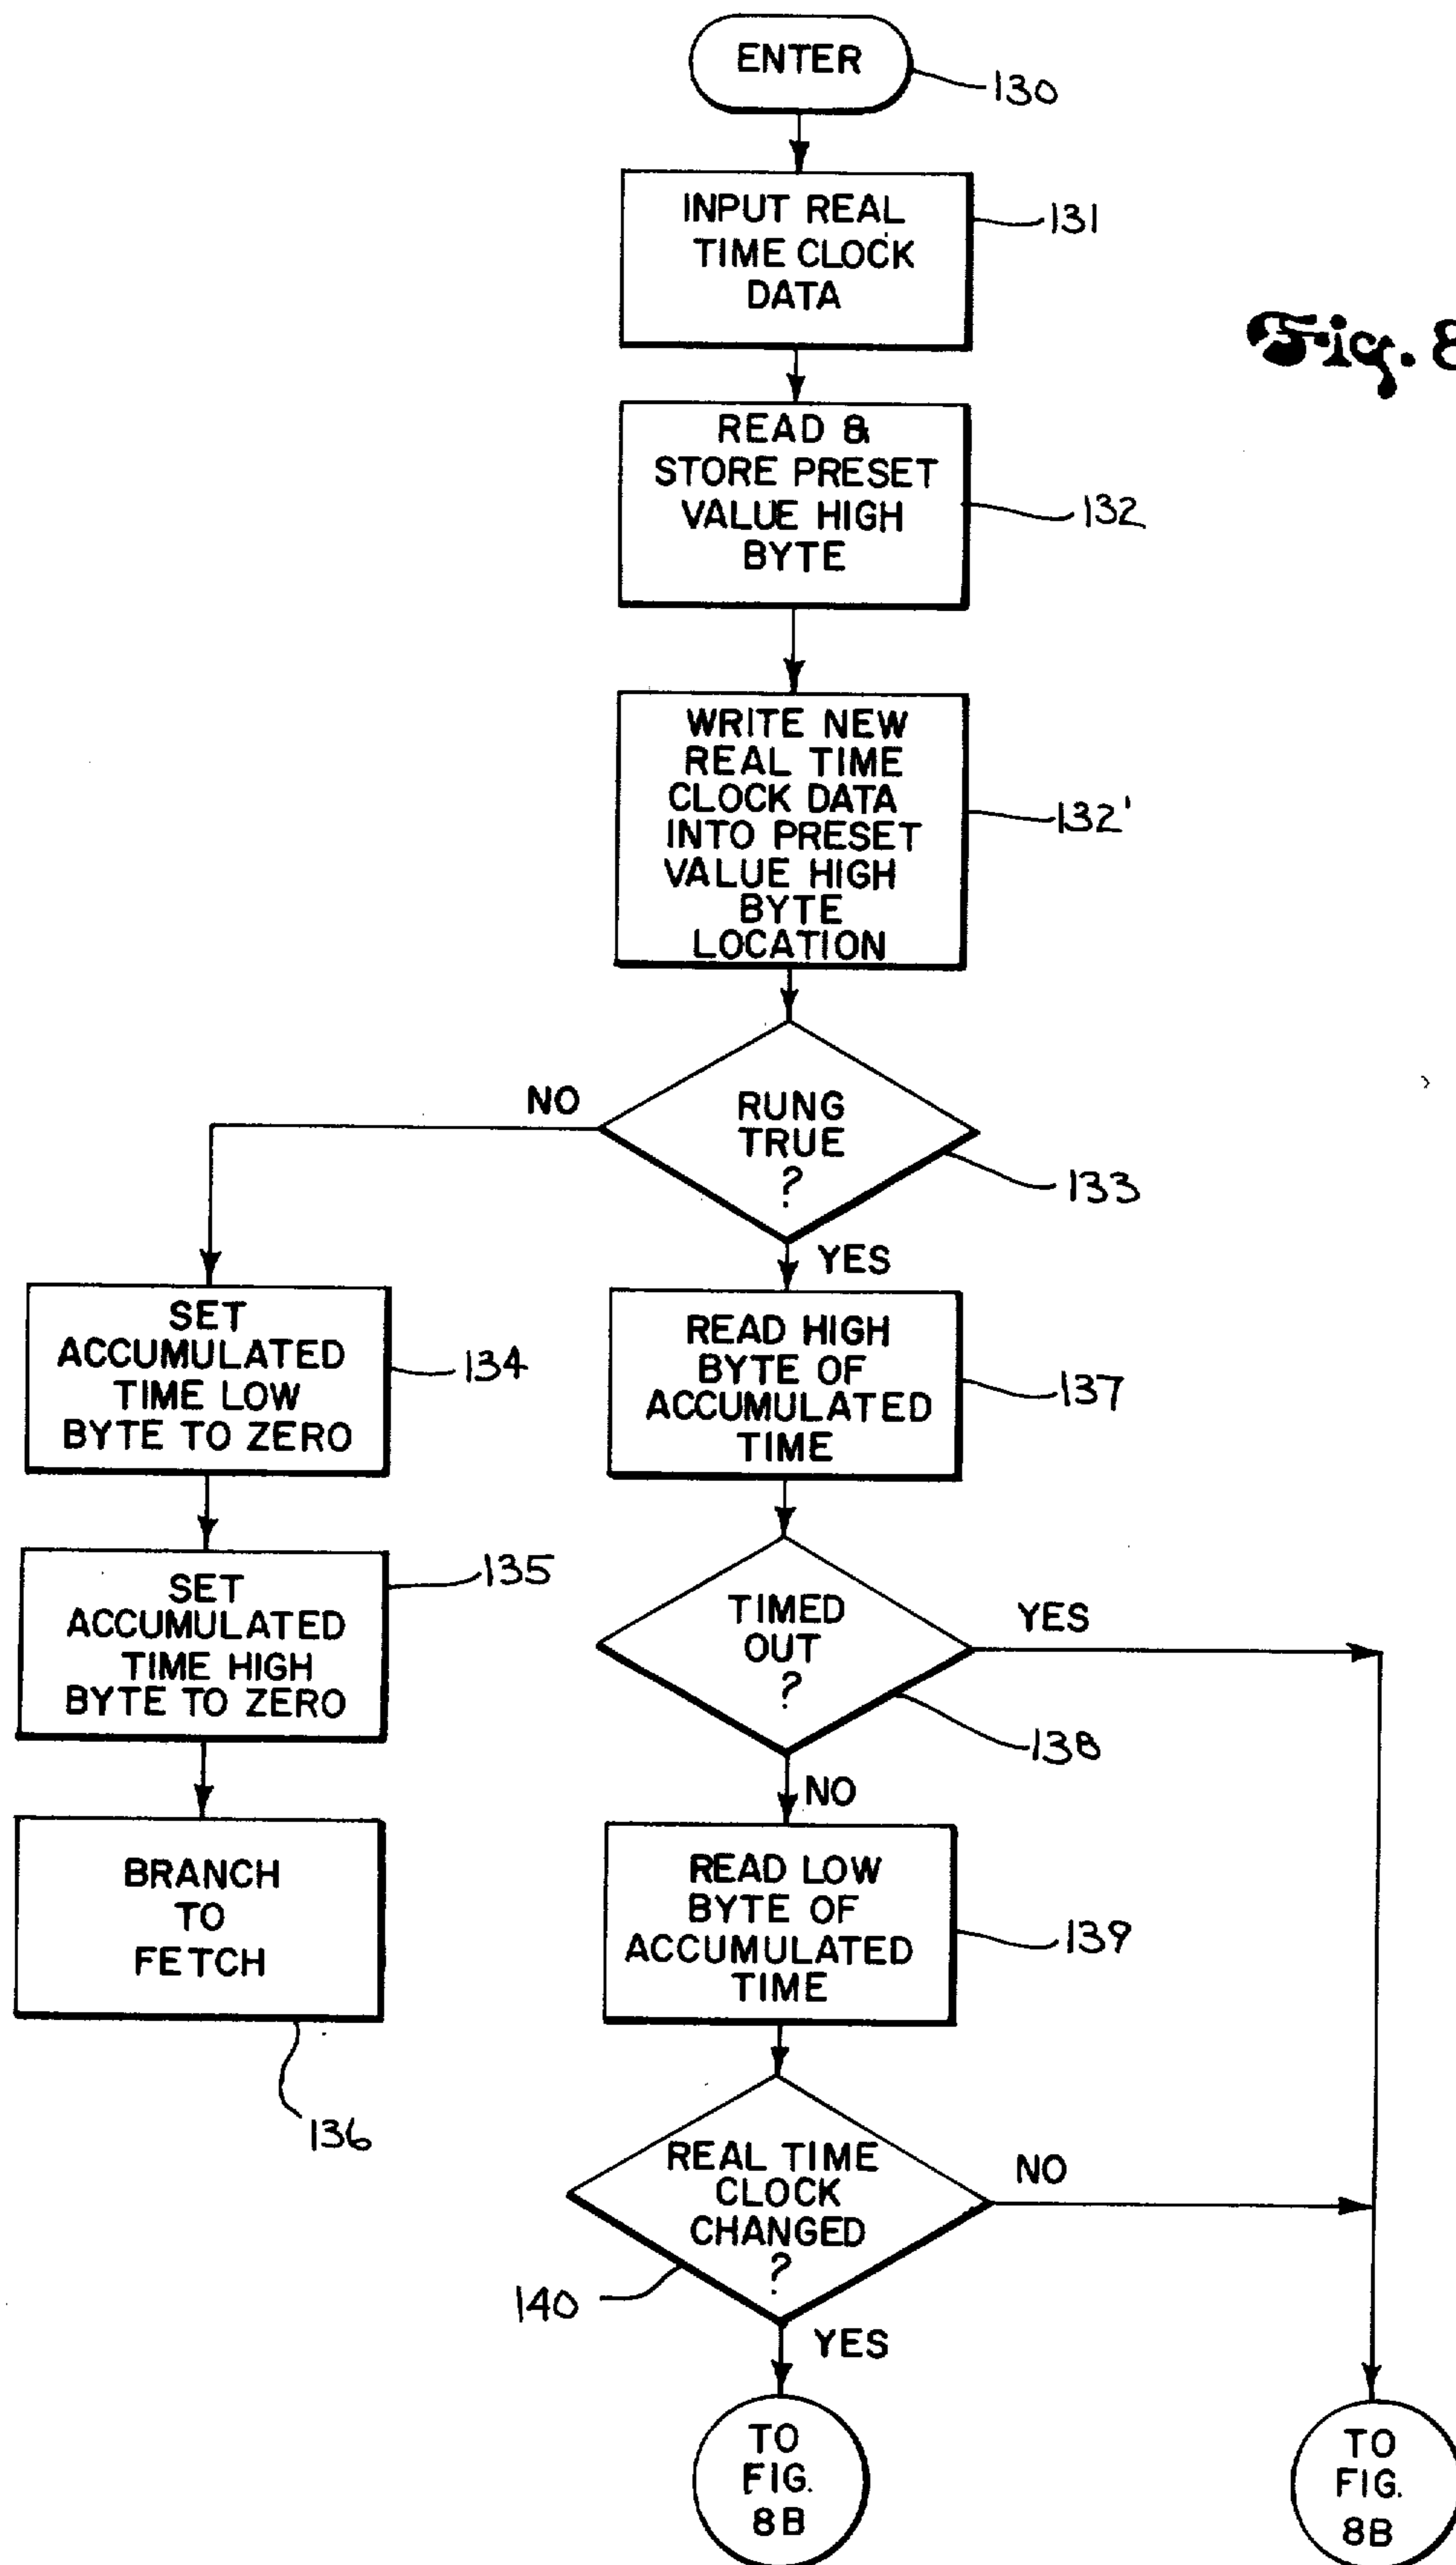 ENTER
130
INPUT REAL
TIME CLOCK
DATA
131
Fig. 8
READ &
STORE PRESET
VALUE HIGH
BYTE
132
WRITE NEW
REAL TIME
CLOCK DATA
INTO PRESET
VALUE HIGH
BYTE
LOCATION
132'
RUNG
TRUE
?
133
NO
YES
SET
ACCUMULATED
TIME LOW
BYTE TO ZERO
134
READ HIGH
BYTE OF
ACCUMULATED
TIME
137
SET
ACCUMULATED
TIME HIGH
BYTE TO ZERO
135
TIMED
OUT
?
138
YES
NO
BRANCH
TO
FETCH
136
READ LOW
BYTE OF
ACCUMULATED
TIME
139
REAL TIME
CLOCK
CHANGED
?
140
NO
YES
TO
FIG.
8B
TO
FIG.
8B